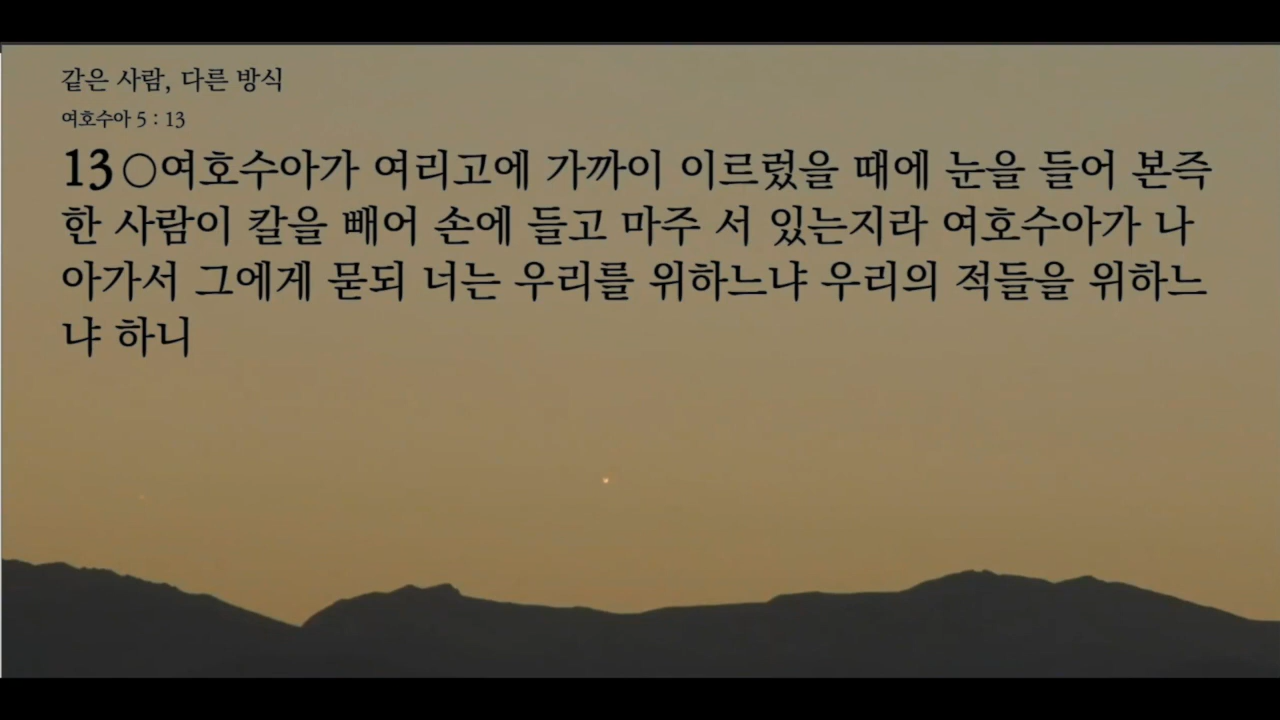 같은 사람, 다른 방식
여호수아 5 : 13
13○여호수아가 여리고에 가까이 이르렀을 때에 눈을 들어 본즉
한 사람이 칼을 빼어 손에 들고 마주 서 있는지라 여호수아가 나
아가서 그에게 묻되 너는 우리를 위하느냐 우리의 적들을 위하느
냐 하니